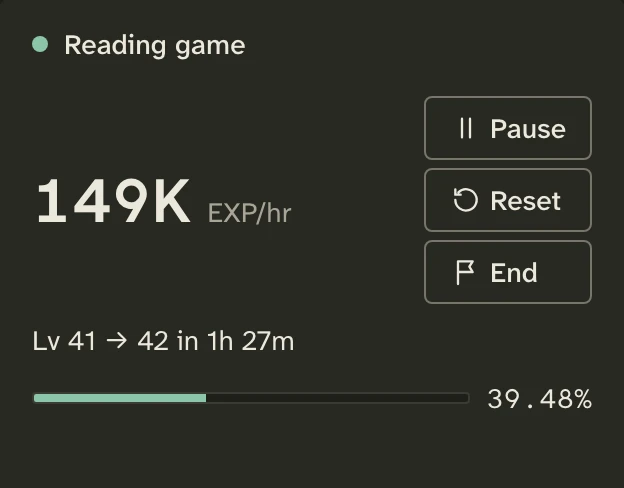 Reading game
Pause
149K EXP/hr
Reset
End
Lv 41 → 42 in 1h 27m
39.48%